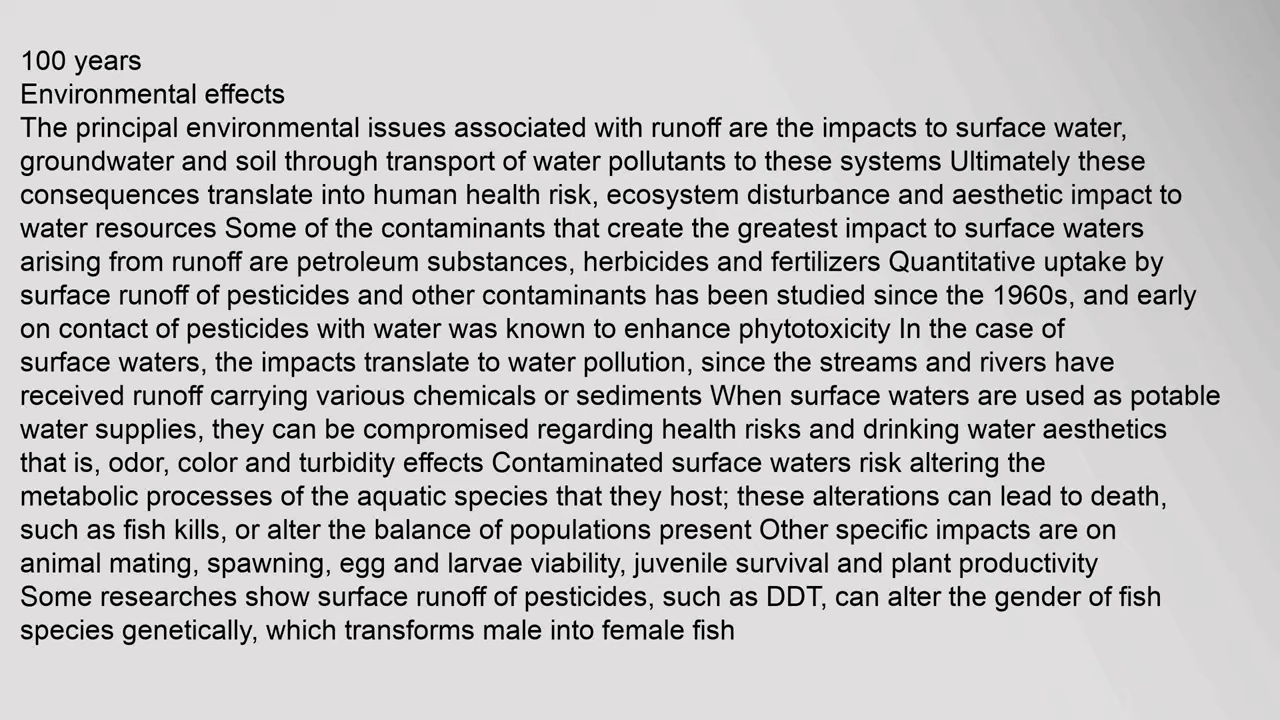 100 years
Environmental effects
The principal environmental issues associated with runoff are the impacts to surface water,
groundwater and soil through transport of water pollutants to these systems Ultimately these
consequences translate into human health risk, ecosystem disturbance and aesthetic impact to
water resources Some of the contaminants that create the greatest impact to surface waters
arising from runoff are petroleum substances, herbicides and fertilizers Quantitative uptake by
surface runoff of pesticides and other contaminants has been studied since the 1960s, and early
on contact of pesticides with water was known to enhance phytotoxicity In the case of
surface waters, the impacts translate to water pollution, since the streams and rivers have
received runoff carrying various chemicals or sediments When surface waters are used as potable
water supplies, they can be compromised regarding health risks and drinking water aesthetics
that is, odor, color and turbidity effects Contaminated surface waters risk altering the
metabolic processes of the aquatic species that they host; these alterations can lead to death,
such as fish kills, or alter the balance of populations present Other specific impacts are on
animal mating, spawning, egg and larvae viability, juvenile survival and plant productivity
Some researches show surface runoff of pesticides, such as DDT, can alter the gender of fish
species genetically, which transforms male into female fish